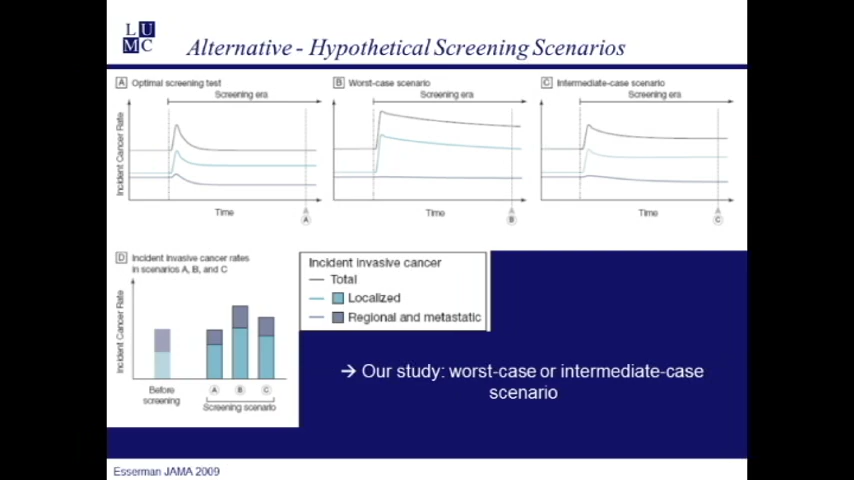 L U
M C
Alternative - Hypothetical Screening Scenarios
A Optimal screening test
Screening era
Incident Cancer Rate
Time
A
B Worst-case scenario
Screening era
Time
B
C Intermediate-case scenario
Screening era
Time
C
D Incident invasive cancer rates
in scenarios A, B, and C
Incident Cancer Rate
Before
screening
A B C
Screening scenario
Incident invasive cancer
Total
Localized
Regional and metastatic
→ Our study: worst-case or intermediate-case
scenario
Esserman JAMA 2009